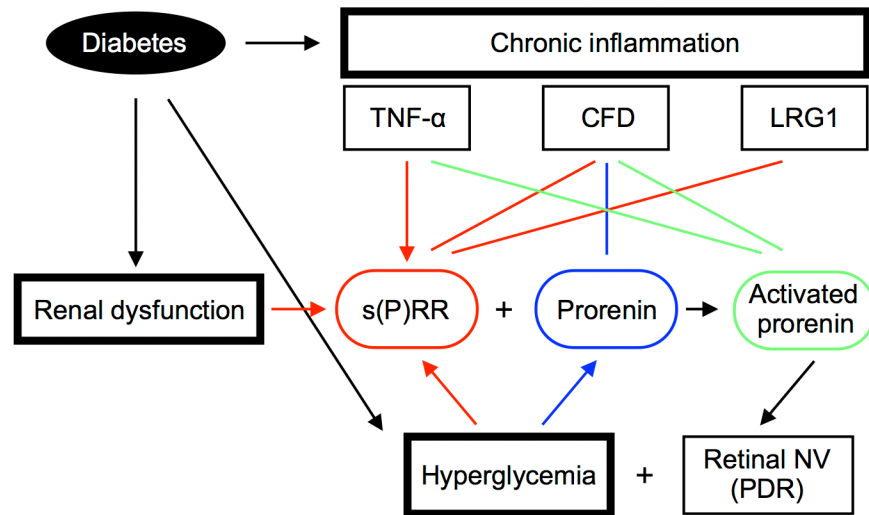 Diabetes
Chronic inflammation
TNF-α
CFD
LRG1
Renal dysfunction
s(P)RR
+
Prorenin
Activated
prorenin
Hyperglycemia
+
Retinal NV
(PDR)